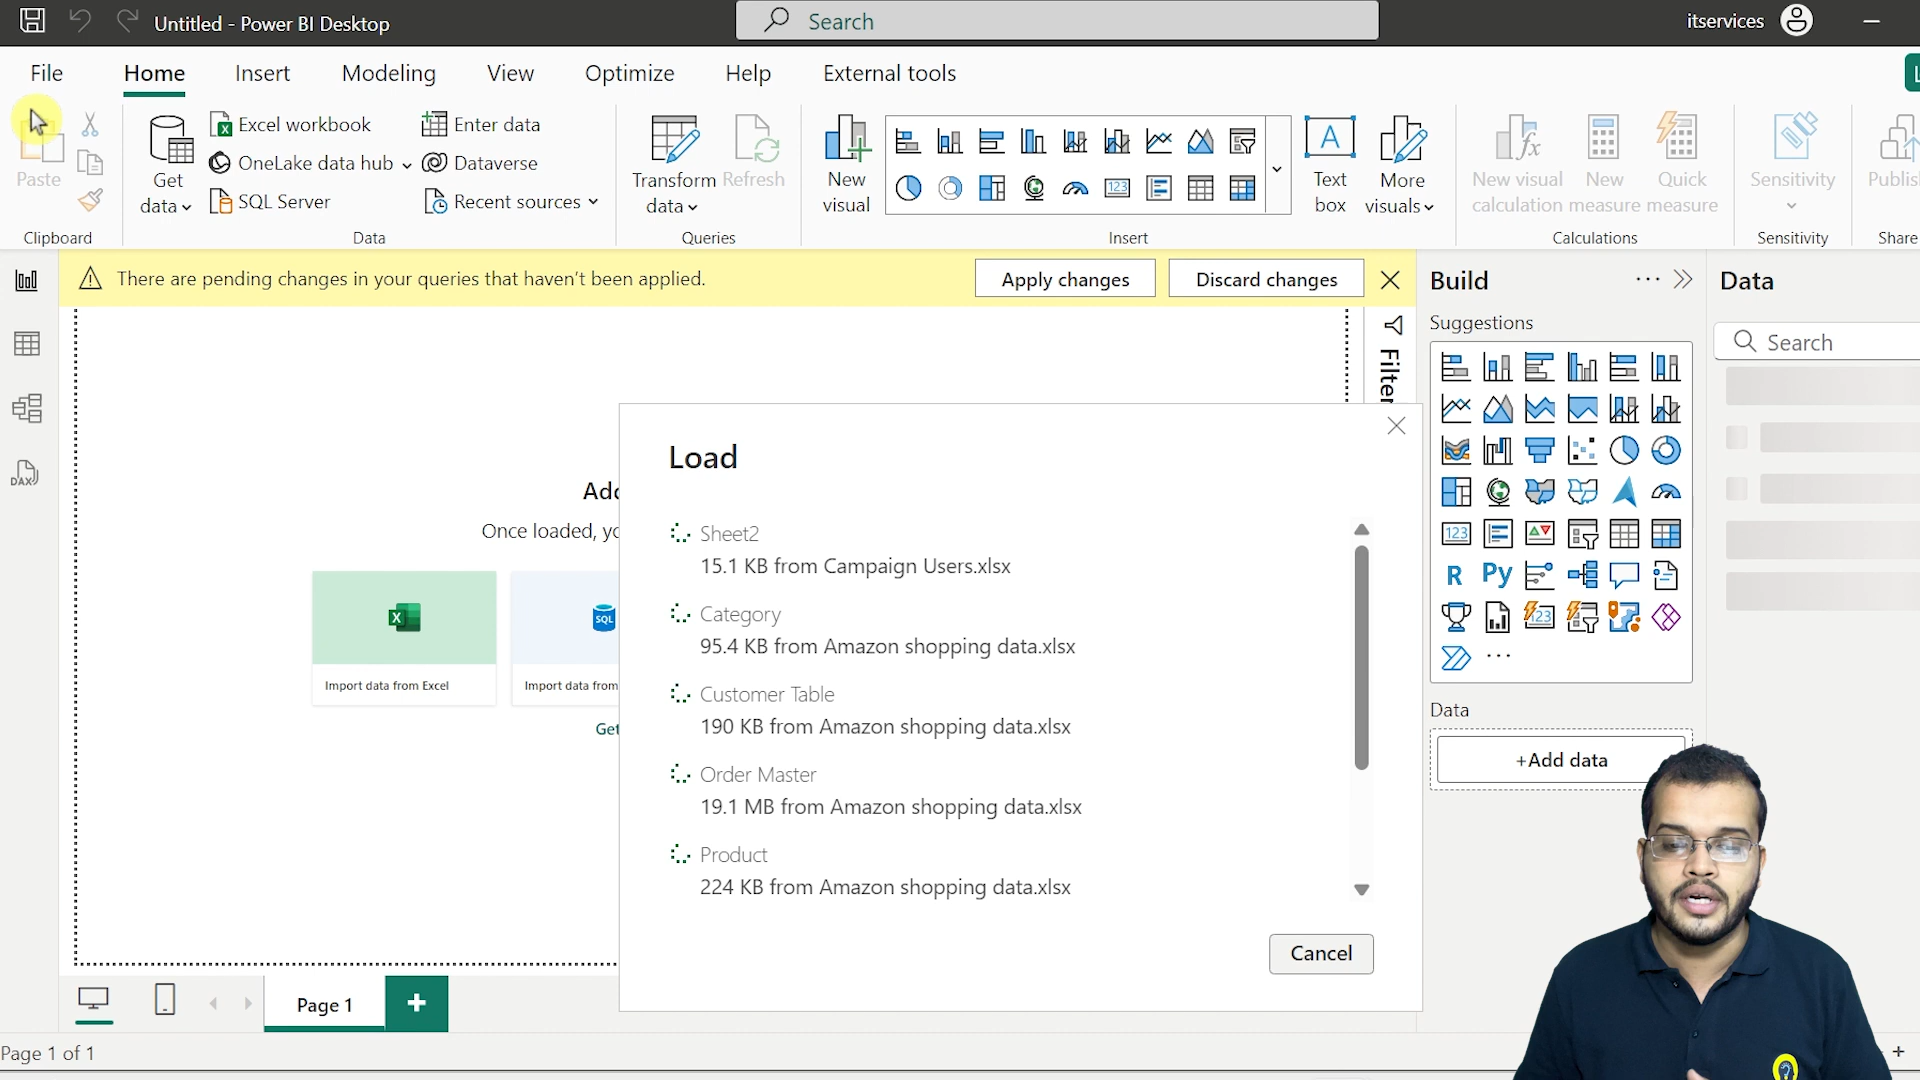 Untitled - Power BI Desktop
Search
itservices
File
Home
Insert
Modeling
View
Optimize
Help
External tools
Paste
Clipboard
Get
data
Excel workbook
OneLake data hub
SQL Server
Enter data
Dataverse
Recent sources
Data
Transform
data
Refresh
Queries
New
visual
Text
box
More
visuals
Insert
New visual
calculation
New
measure
Quick
measure
Calculations
Sensitivity
Sensitivity
Publish
Share
There are pending changes in your queries that haven't been applied.
Apply changes
Discard changes
Build
Data
Suggestions
Search
Filter
Load
Sheet2
15.1 KB from Campaign Users.xlsx
Category
95.4 KB from Amazon shopping data.xlsx
Customer Table
190 KB from Amazon shopping data.xlsx
Order Master
19.1 MB from Amazon shopping data.xlsx
Product
224 KB from Amazon shopping data.xlsx
Cancel
Add
Once loaded, yo
SQL
Import data from Excel
Import data from
Get
DAX
R
Py
123
123
Data
+Add data
Page 1
Page 1 of 1